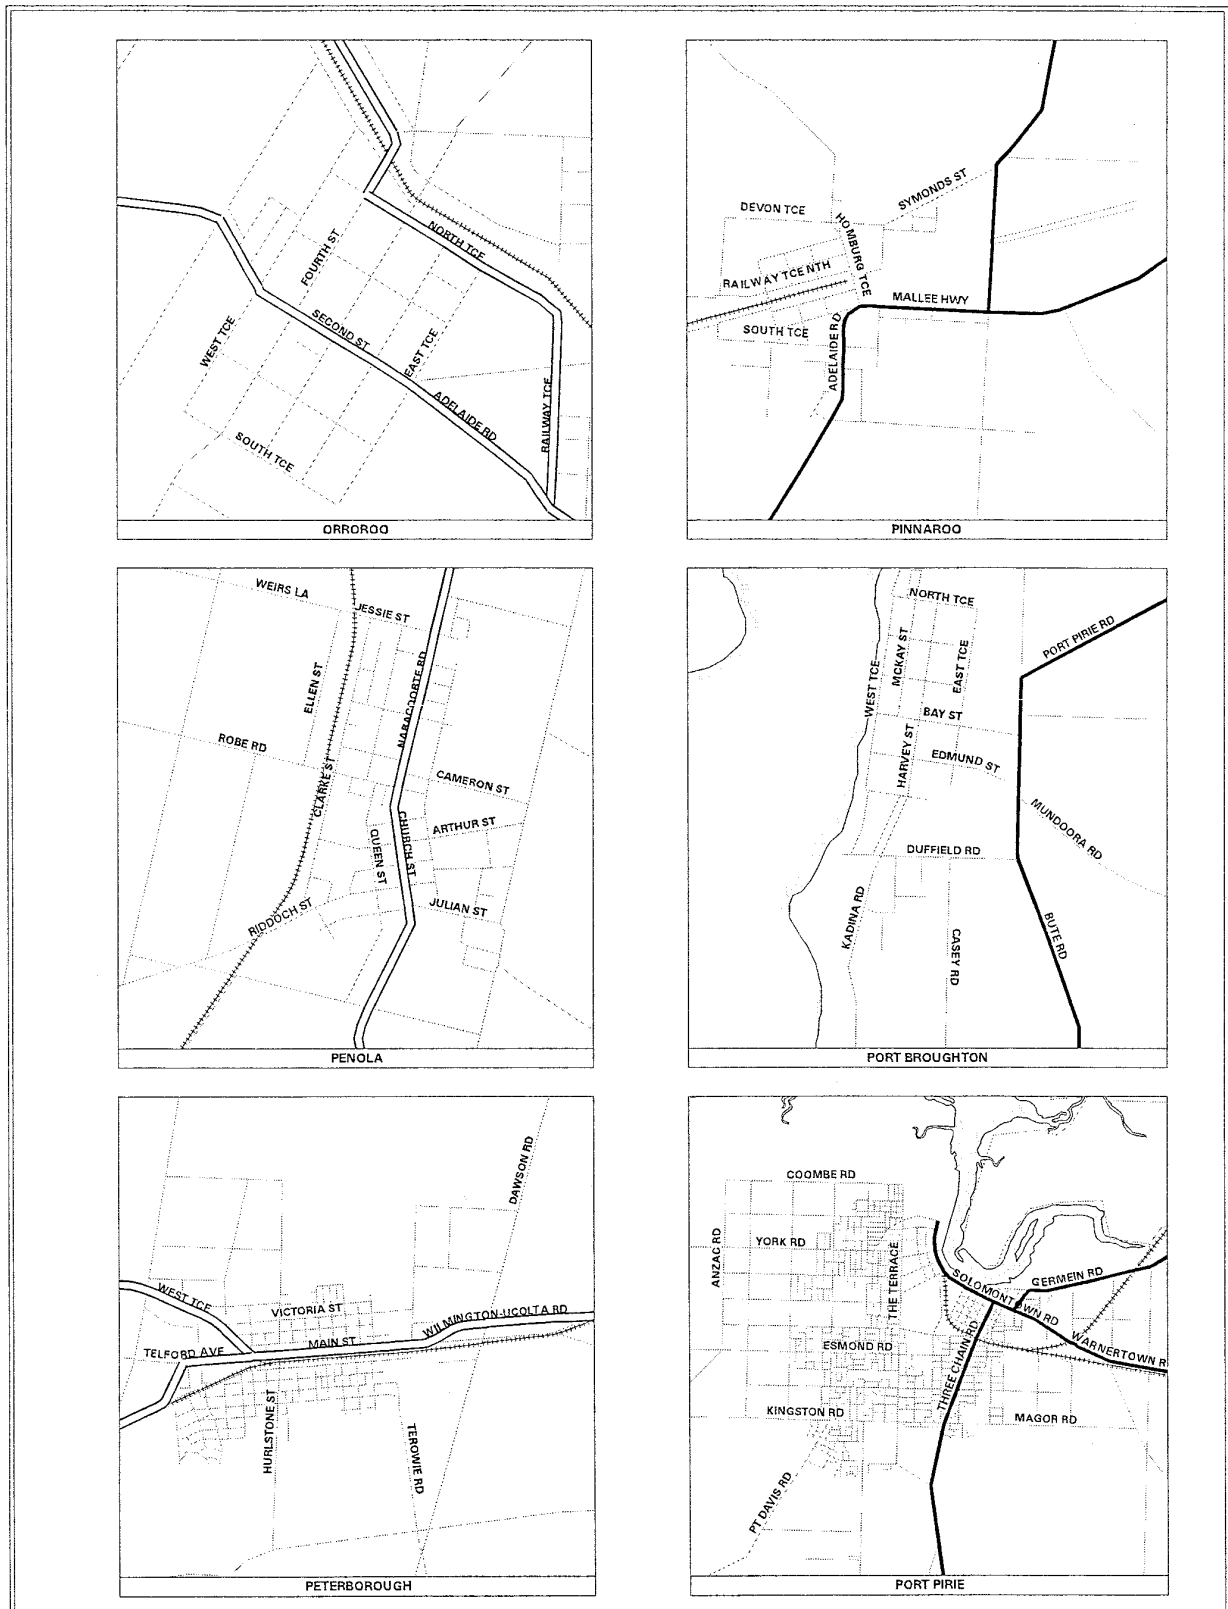 NORTH TCE
FOURTH ST
SECOND ST
WEST TCE
EAST TCE
ADELAIDE RD
RAILWAY TCE
SOUTH TCE
ORROROO
SYMONDS ST
DEVON TCE
HOMBURG TCE
RAILWAY TCE NTH
MALLEE HWY
SOUTH TCE
ADELAIDE RD
PINNAROO
WEIRS LA
JESSIE ST
ELLEN ST
NARACOORTE RD
ROBE RD
CLARKE ST
CAMERON ST
CHURCH ST
ARTHUR ST
QUEEN ST
RIDDOCH ST
JULIAN ST
PENOLA
NORTH TCE
PORT PIRIE RD
MCKAY ST
EAST TCE
WEST TCE
BAY ST
HARVEY ST
EDMUND ST
MUNDOORA RD
DUFFIELD RD
KADINA RD
CASEY RD
BUTE RD
PORT BROUGHTON
DAWSON RD
WEST TCE
VICTORIA ST
WILMINGTON-UCOLTA RD
MAIN ST
TELFORD AVE
HURLSTONE ST
TEROWIE RD
PETERBOROUGH
COOMBE RD
ANZAC RD
YORK RD
THE TERRACE
SOLOMONTOWN RD
GERMEIN RD
ESMOND RD
THREE CHAIN RD
WARNERTOWN R
KINGSTON RD
MAGOR RD
PT DAVIS RD
PORT PIRIE